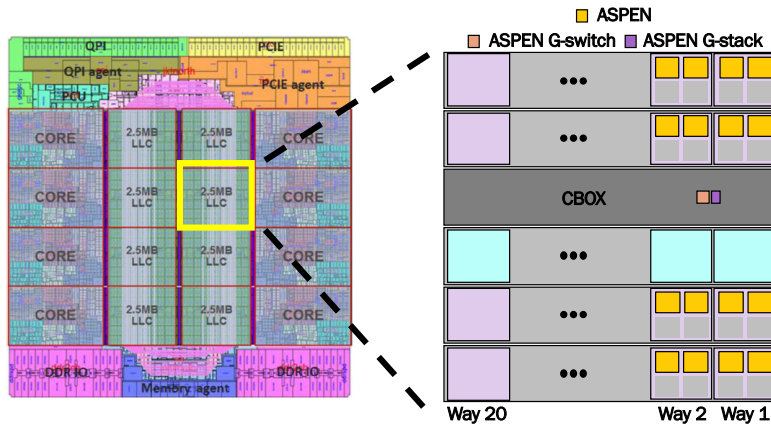 ASPEN
ASPEN G-switch ASPEN G-stack
QPI PCIE
QPI agent
PCIE agent
PCU
CORE 2.5MB LLC 2.5MB LLC CORE
CORE 2.5MB LLC 2.5MB LLC CORE
CORE 2.5MB LLC 2.5MB LLC CORE
CORE 2.5MB LLC 2.5MB LLC CORE
DDR IO DDR IO
Memory agent
CBOX
Way 20 Way 2 Way 1